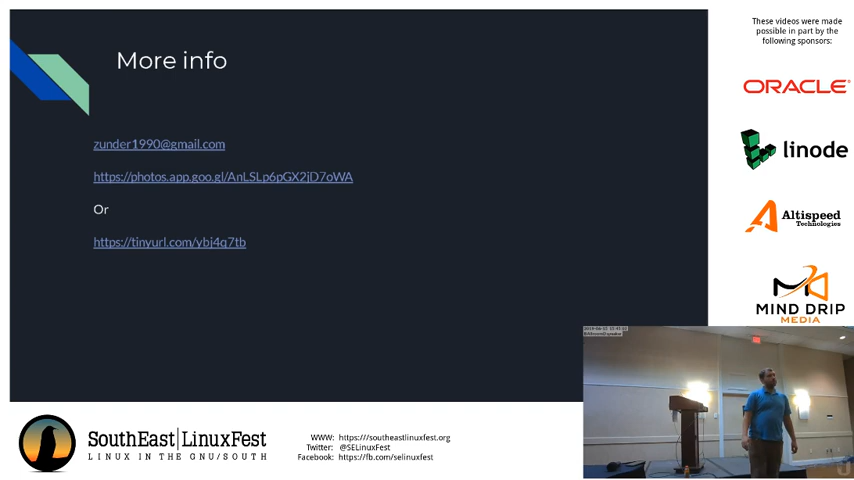 These videos were made
possible in part by the
following sponsors:
More info
ORACLE
zunder1990@gmail.com
linode
https://photos.app.goo.gl/AnLSLp6pGX2jD7oWA
Or
Altispeed
Technologies
https://tinyurl.com/ybj4q7tb
MIND DRIP
MEDIA
SouthEast|LinuxFest
LINUX IN THE GNU/SOUTH
WWW: https:///southeastlinuxfest.org
Twitter: @SELinuxFest
Facebook: https://fb.com/selinuxfest